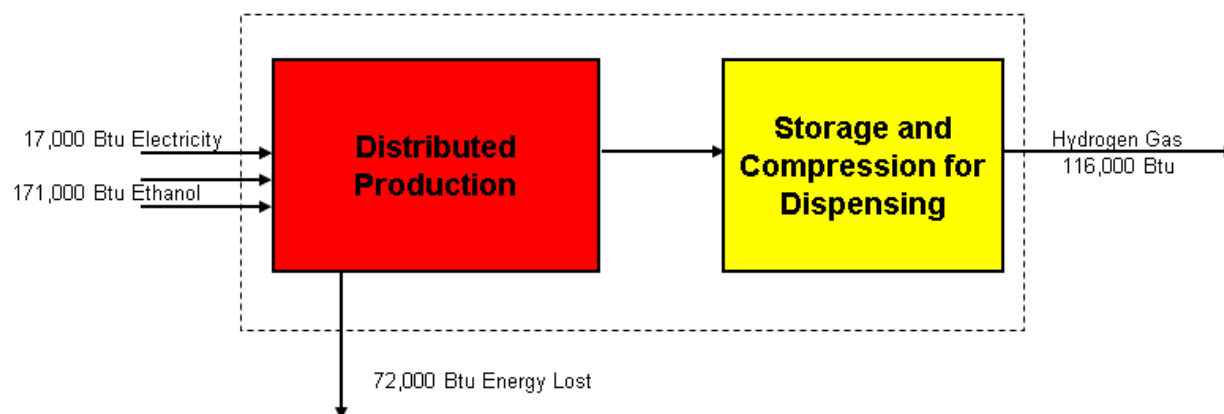 17,000 Btu Electricity
171,000 Btu Ethanol
Distributed
Production
Storage and
Compression for
Dispensing
Hydrogen Gas
116,000 Btu
72,000 Btu Energy Lost